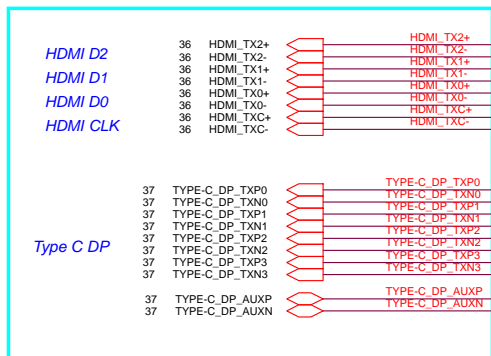 HDMI_TX2+
36 HDMI_TX2+
HDMI D2
HDMI_TX2-
36 HDMI_TX2-
HDMI_TX1+
36 HDMI_TX1+
HDMI D1
HDMI_TX1-
36 HDMI_TX1-
HDMI_TX0+
36 HDMI_TX0+
HDMI D0
HDMI_TX0-
36 HDMI_TX0-
HDMI_TXC+
36 HDMI_TXC+
HDMI CLK
HDMI_TXC-
36 HDMI_TXC-
TYPE-C_DP_TXP0
37 TYPE-C_DP_TXP0
TYPE-C_DP_TXN0
37 TYPE-C_DP_TXN0
TYPE-C_DP_TXP1
37 TYPE-C_DP_TXP1
TYPE-C_DP_TXN1
37 TYPE-C_DP_TXN1
TYPE-C_DP_TXP2
37 TYPE-C_DP_TXP2
Type C DP
TYPE-C_DP_TXN2
37 TYPE-C_DP_TXN2
TYPE-C_DP_TXP3
37 TYPE-C_DP_TXP3
TYPE-C_DP_TXN3
37 TYPE-C_DP_TXN3
TYPE-C_DP_AUXP
37 TYPE-C_DP_AUXP
TYPE-C_DP_AUXN
37 TYPE-C_DP_AUXN